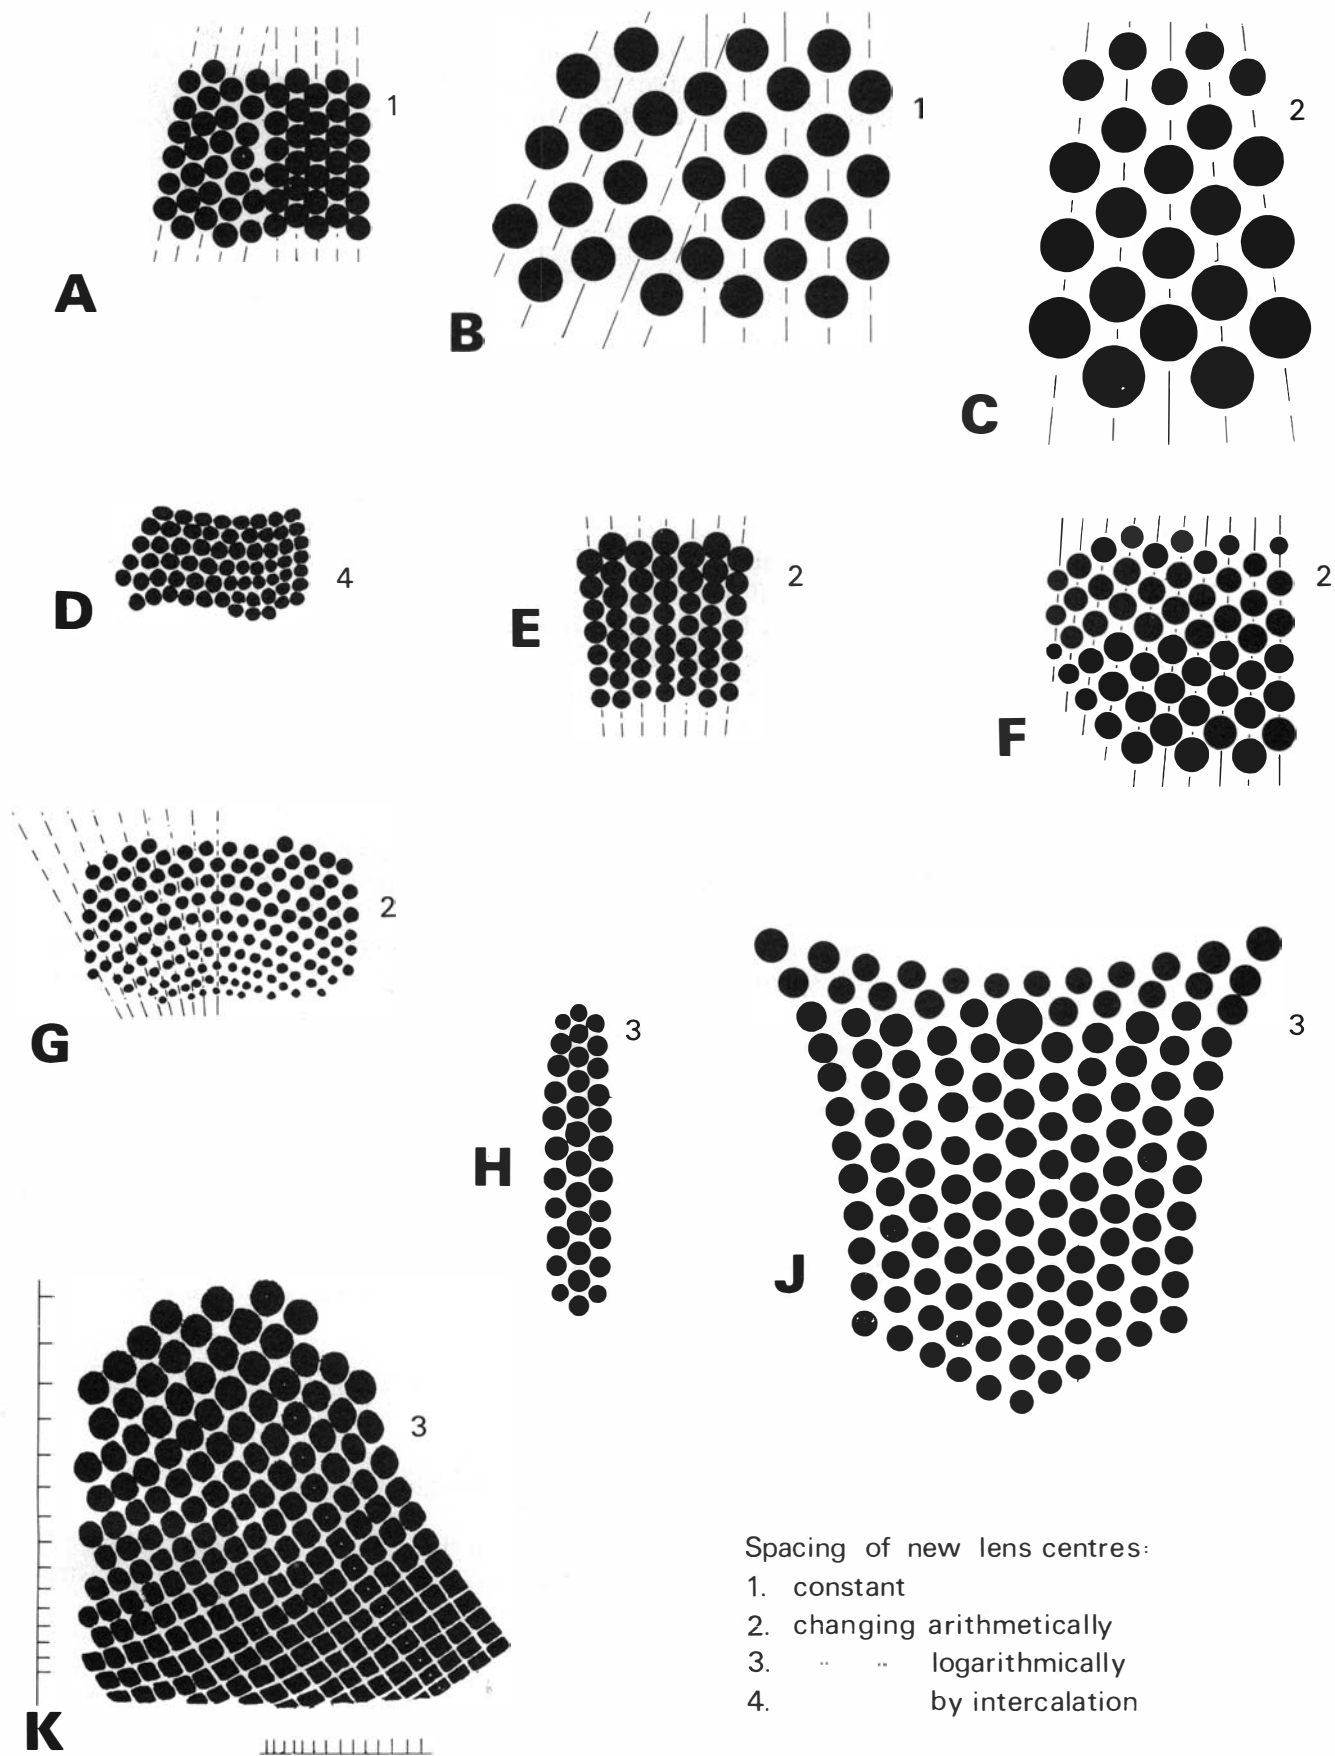 1
1
2
A
B
C
4
2
2
D
E
F
2
G
3
3
H
J
3
K
Spacing of new lens centres:
1. constant
2. changing arithmetically
3. " " logarithmically
4. by intercalation